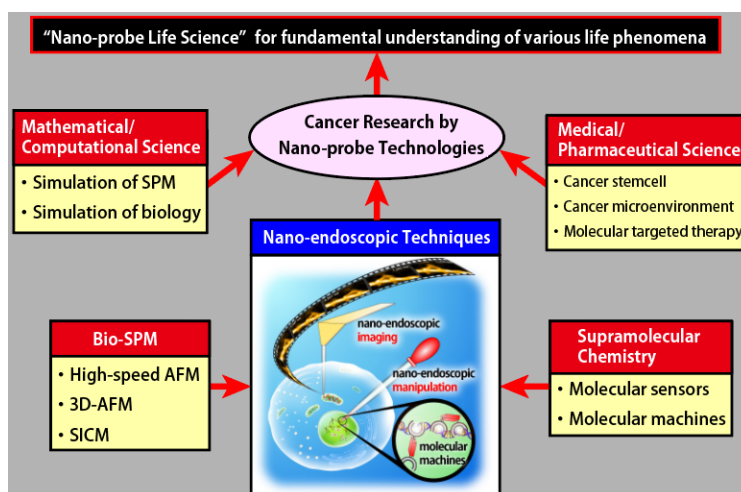 “Nano-probe Life Science” for fundamental understanding of various life phenomena
Mathematical/
Computational Science
• Simulation of SPM
• Simulation of biology
Cancer Research by
Nano-probe Technologies
Medical/
Pharmaceutical Science
• Cancer stemcell
• Cancer microenvironment
• Molecular targeted therapy
Nano-endoscopic Techniques
nano-endoscopic
imaging
nano-endoscopic
manipulation
molecular
machines
Bio-SPM
• High-speed AFM
• 3D-AFM
• SICM
Supramolecular
Chemistry
• Molecular sensors
• Molecular machines